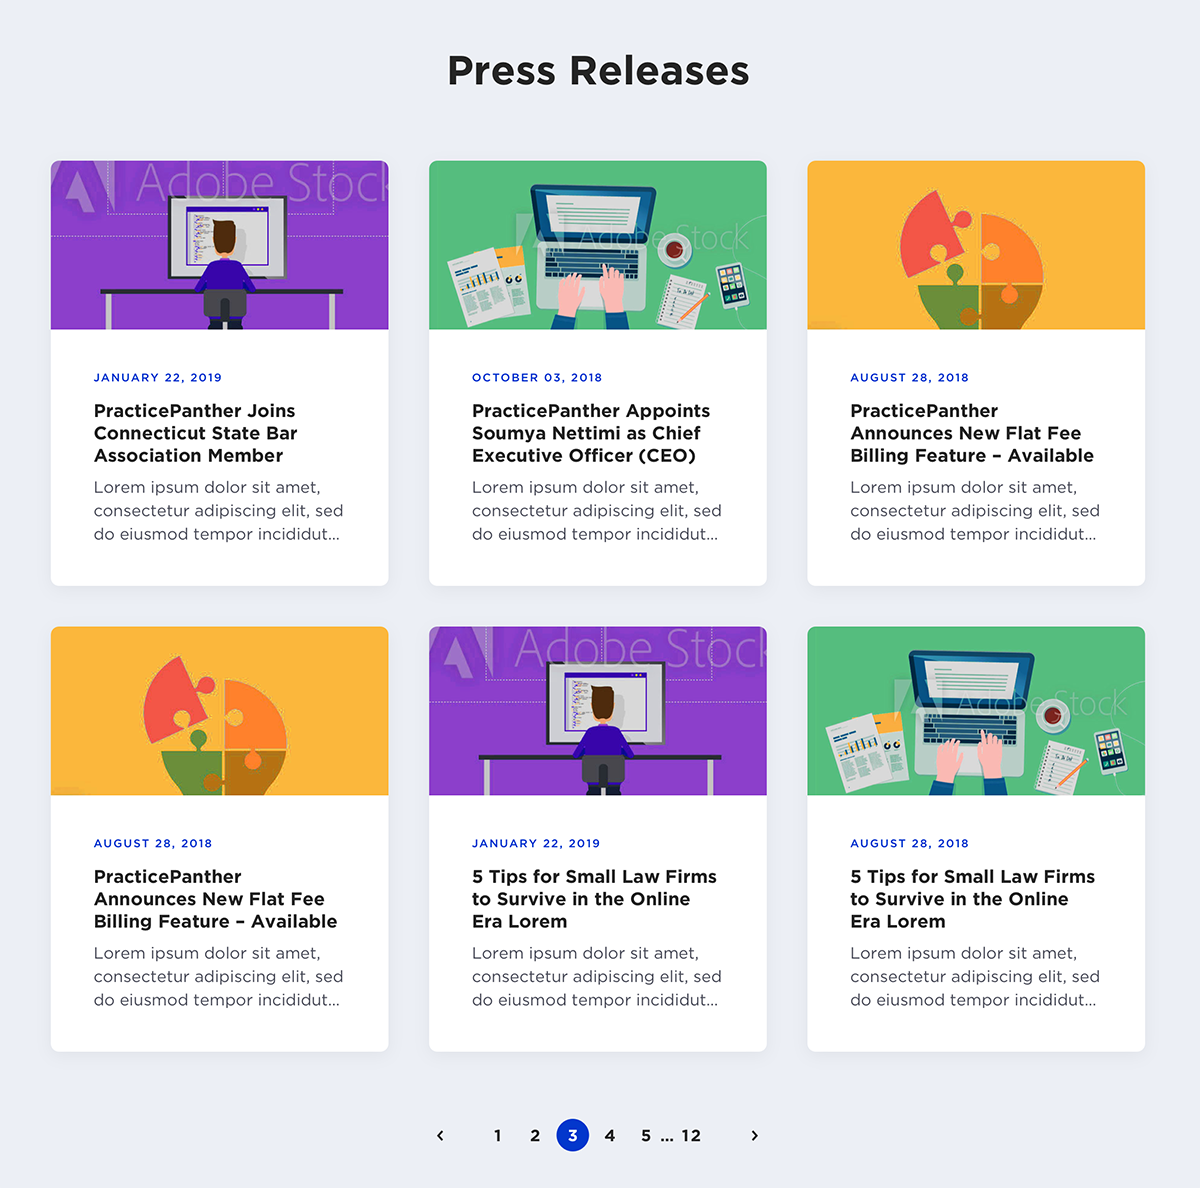 Press Releases
Adobe Stock
Adobe Stock
JANUARY 22, 2019
PracticePanther Joins
Connecticut State Bar
Association Member
Lorem ipsum dolor sit amet,
consectetur adipiscing elit, sed
do eiusmod tempor incididut...
OCTOBER 03, 2018
PracticePanther Appoints
Soumya Nettimi as Chief
Executive Officer (CEO)
Lorem ipsum dolor sit amet,
consectetur adipiscing elit, sed
do eiusmod tempor incididut...
AUGUST 28, 2018
PracticePanther
Announces New Flat Fee
Billing Feature – Available
Lorem ipsum dolor sit amet,
consectetur adipiscing elit, sed
do eiusmod tempor incididut...
Adobe Stock
Adobe Stock
AUGUST 28, 2018
PracticePanther
Announces New Flat Fee
Billing Feature – Available
Lorem ipsum dolor sit amet,
consectetur adipiscing elit, sed
do eiusmod tempor incididut...
JANUARY 22, 2019
5 Tips for Small Law Firms
to Survive in the Online
Era Lorem
Lorem ipsum dolor sit amet,
consectetur adipiscing elit, sed
do eiusmod tempor incididut...
AUGUST 28, 2018
5 Tips for Small Law Firms
to Survive in the Online
Era Lorem
Lorem ipsum dolor sit amet,
consectetur adipiscing elit, sed
do eiusmod tempor incididut...
‹ 1 2 3 4 5 ... 12 ›